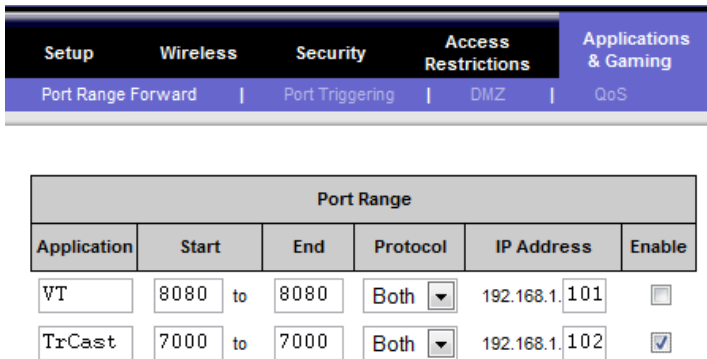 Setup Wireless Security Access Restrictions Applications & Gaming
Port Range Forward | Port Triggering | DMZ | QoS
Port Range
Application Start End Protocol IP Address Enable
VT 8080 to 8080 Both 192.168.1. 101
TrCast 7000 to 7000 Both 192.168.1. 102